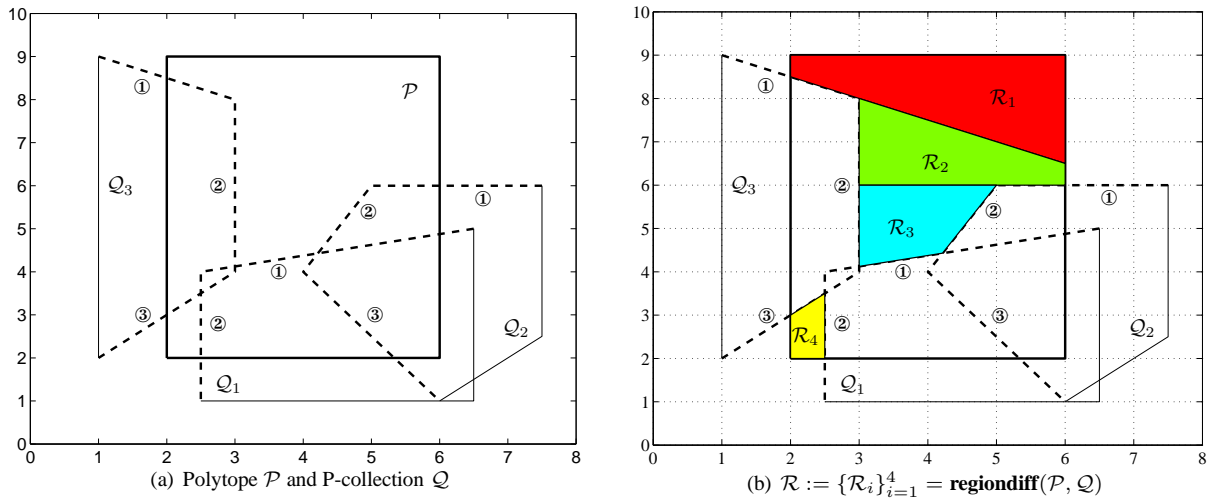 10
9
8
7
6
5
4
3
2
1
0
0 1 2 3 4 5 6 7 8
𝒫
①
②
③
𝒬₃
①
②
③
𝒬₂
①
②
𝒬₁
(a) Polytope 𝒫 and P-collection 𝒬
10
9
8
7
6
5
4
3
2
1
0
0 1 2 3 4 5 6 7 8
①
ℛ₁
ℛ₂
𝒬₃
②
①
②
ℛ₃
①
③
ℛ₄
②
③
𝒬₂
𝒬₁
(b) ℛ := {ℛᵢ}⁴ᵢ₌₁ = regiondiff(𝒫, 𝒬)